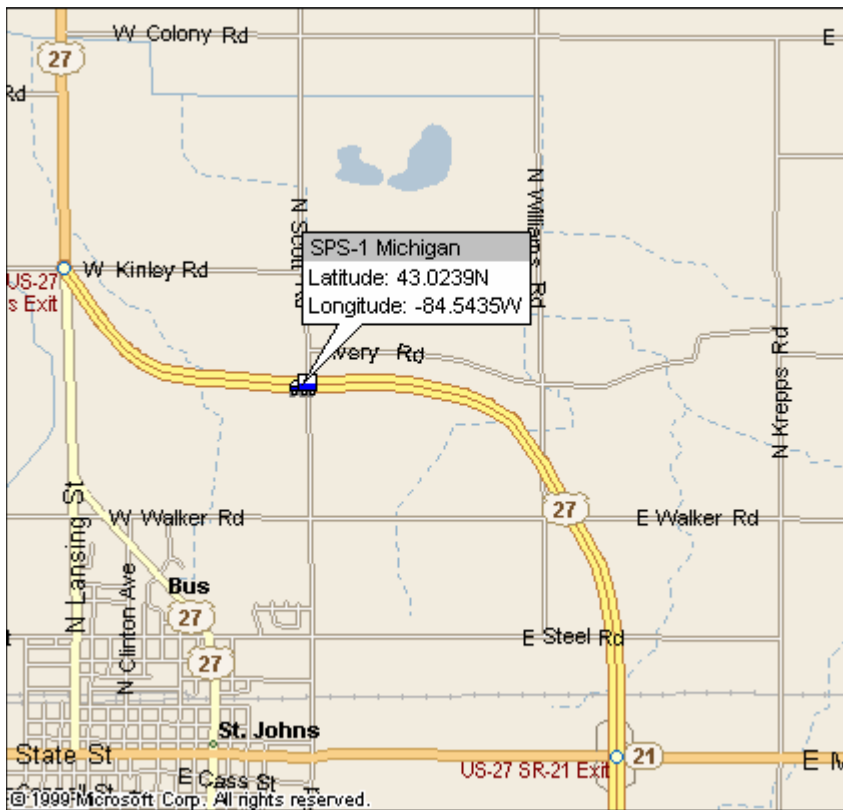 W Colony Rd
E
27
Rd
N Williams Rd
N Scott Rd
SPS-1 Michigan
Latitude: 43.0239N
Longitude: -84.5435W
W Kinley Rd
US-27
s Exit
very Rd
N Krepps Rd
N Lansing St
27
W Walker Rd
E Walker Rd
N Clinton Ave
Bus
27
E Steel Rd
27
St. Johns
State St
21
E M
US-27 SR-21 Exit
E Cass St
© 1999 Microsoft Corp. All rights reserved.